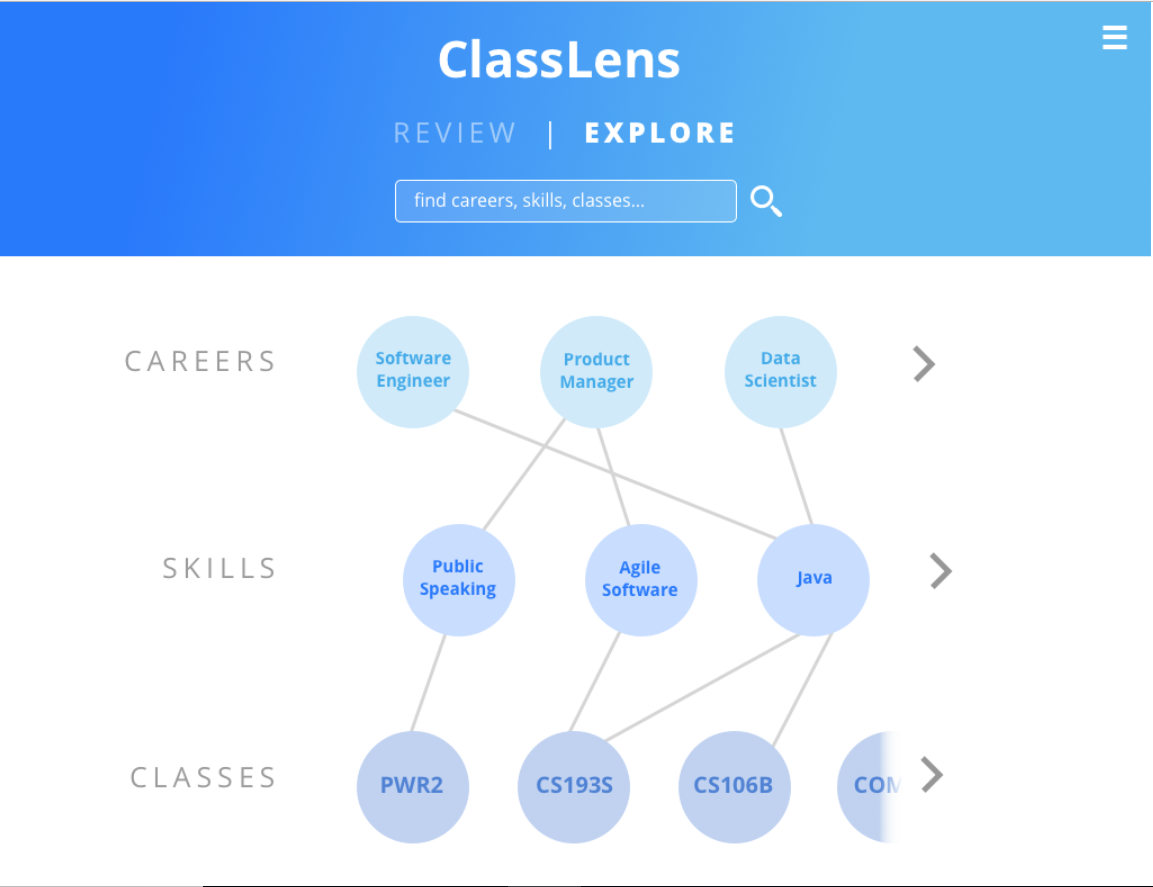 ClassLens
REVIEW | EXPLORE
find careers, skills, classes...
CAREERS
Software
Engineer
Product
Manager
Data
Scientist
SKILLS
Public
Speaking
Agile
Software
Java
CLASSES
PWR2
CS193S
CS106B